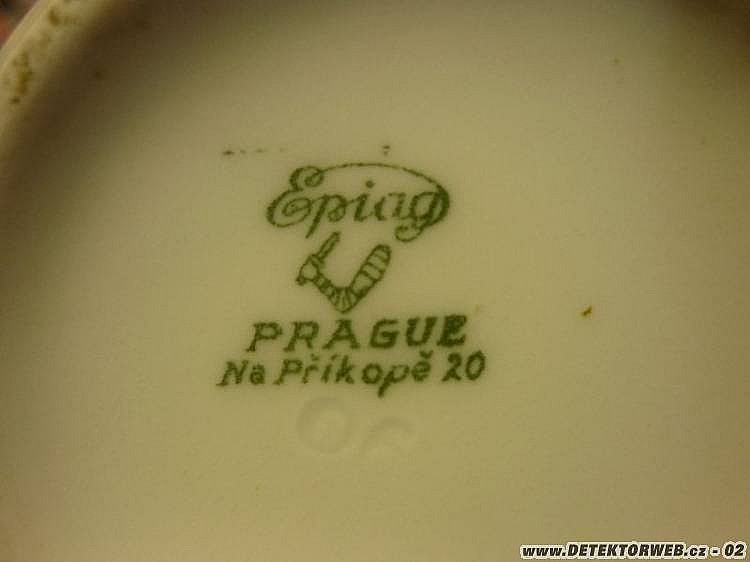 Epiag
PRAGUE
Na Příkopě 20
www.DETEKTORWEB.cz - 02